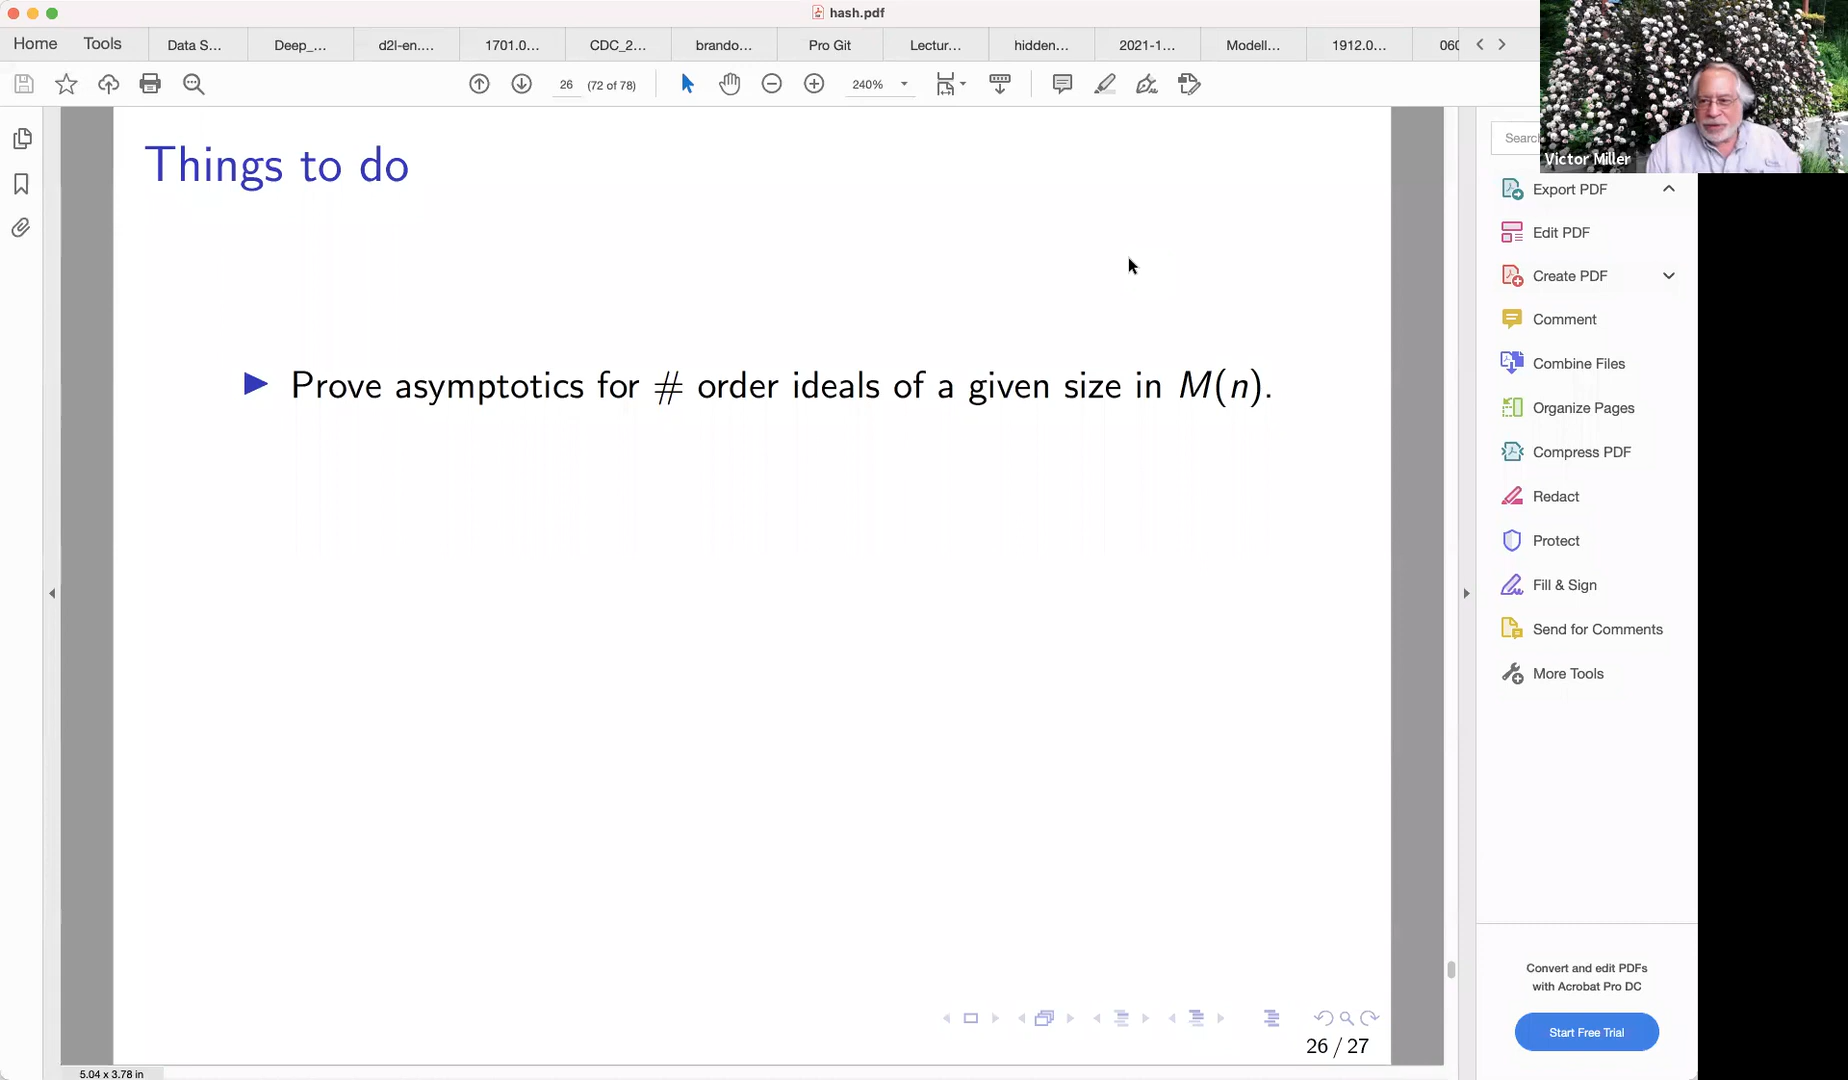 hash.pdf
Home Tools Data S... Deep_... d2l-en.... 1701.0... CDC_2... brando... Pro Git Lectur... hidden... 2021-1... Modell... 1912.0... 060
26 (72 of 78) 240%
Victor Miller
Things to do
Prove asymptotics for # order ideals of a given size in M(n).
26 / 27
5.04 x 3.78 in
Searc
Export PDF
Edit PDF
Create PDF
Comment
Combine Files
Organize Pages
Compress PDF
Redact
Protect
Fill & Sign
Send for Comments
More Tools
Convert and edit PDFs
with Acrobat Pro DC
Start Free Trial